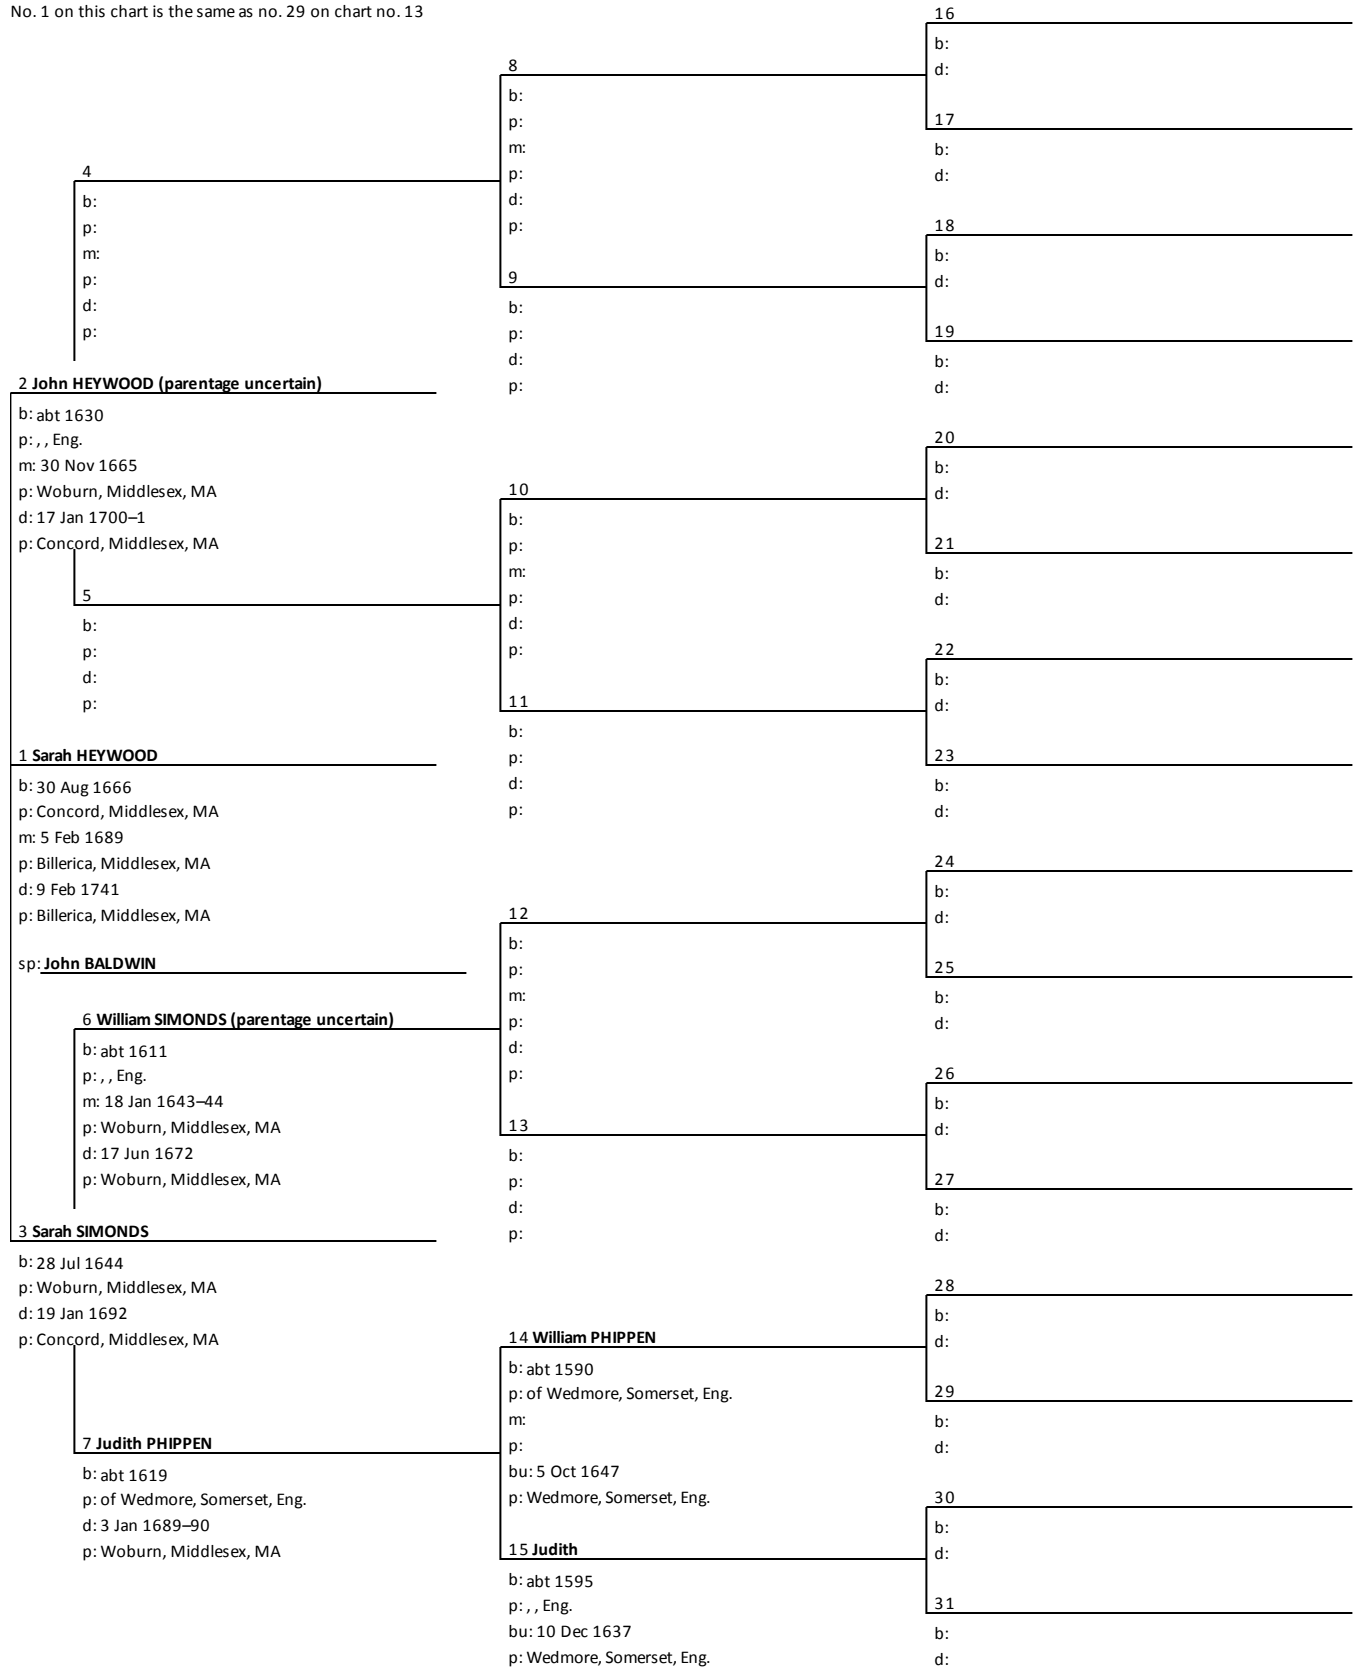 No. 1 on this chart is the same as no. 29 on chart no. 13
4
b:
p:
m:
p:
d:
p:
2 John HEYWOOD (parentage uncertain)
b: abt 1630
p: , , Eng.
m: 30 Nov 1665
p: Woburn, Middlesex, MA
d: 17 Jan 1700–1
p: Concord, Middlesex, MA
5
b:
p:
d:
p:
1 Sarah HEYWOOD
b: 30 Aug 1666
p: Concord, Middlesex, MA
m: 5 Feb 1689
p: Billerica, Middlesex, MA
d: 9 Feb 1741
p: Billerica, Middlesex, MA
sp: John BALDWIN
6 William SIMONDS (parentage uncertain)
b: abt 1611
p: , , Eng.
m: 18 Jan 1643–44
p: Woburn, Middlesex, MA
d: 17 Jun 1672
p: Woburn, Middlesex, MA
3 Sarah SIMONDS
b: 28 Jul 1644
p: Woburn, Middlesex, MA
d: 19 Jan 1692
p: Concord, Middlesex, MA
7 Judith PHIPPEN
b: abt 1619
p: of Wedmore, Somerset, Eng.
d: 3 Jan 1689–90
p: Woburn, Middlesex, MA
8
b:
p:
m:
p:
d:
p:
9
b:
p:
d:
p:
10
b:
p:
m:
p:
d:
p:
11
b:
p:
d:
p:
12
b:
p:
m:
p:
d:
p:
13
b:
p:
d:
p:
14 William PHIPPEN
b: abt 1590
p: of Wedmore, Somerset, Eng.
m:
p:
bu: 5 Oct 1647
p: Wedmore, Somerset, Eng.
15 Judith
b: abt 1595
p: , , Eng.
bu: 10 Dec 1637
p: Wedmore, Somerset, Eng.
16
b:
d:
17
b:
d:
18
b:
d:
19
b:
d:
20
b:
d:
21
b:
d:
22
b:
d:
23
b:
d:
24
b:
d:
25
b:
d:
26
b:
d:
27
b:
d:
28
b:
d:
29
b:
d:
30
b:
d:
31
b:
d: